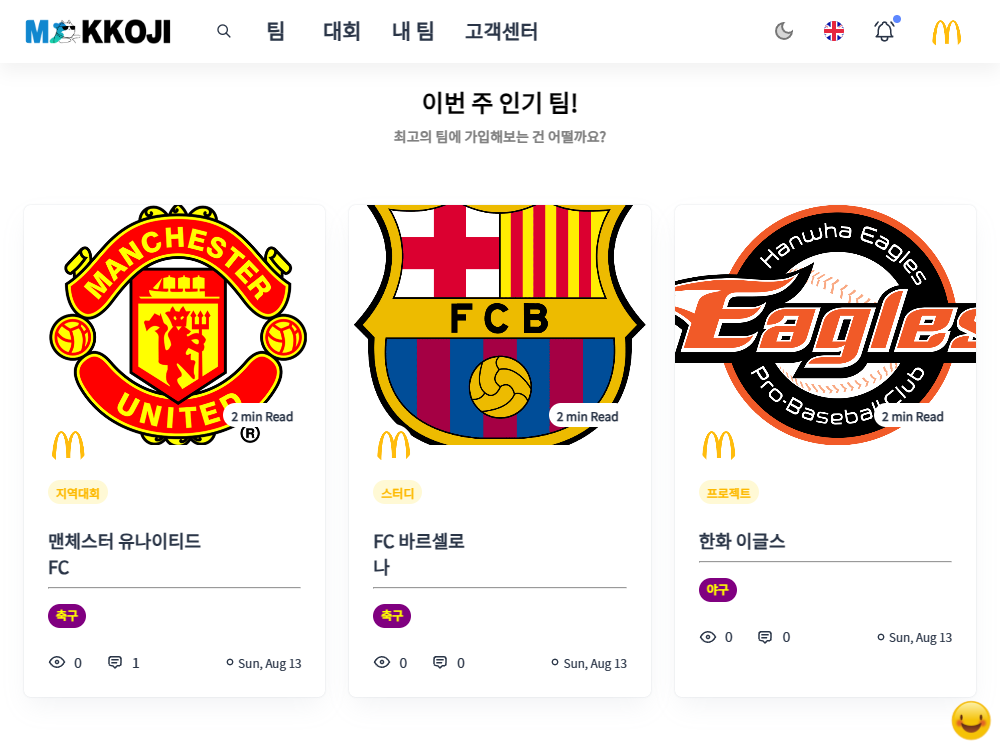 MOKKOJI 팀 대회 내 팀 고객센터
이번 주 인기 팀!
최고의 팀에 가입해보는 건 어떨까요?
MANCHESTER
UNITED
®
2 min Read
지역대회
맨체스터 유나이티드
FC
축구
0 1 Sun, Aug 13
FCB
2 min Read
스터디
FC 바르셀로
나
축구
0 0 Sun, Aug 13
Hanwha Eagles
Eagles
Pro·Baseball Club
2 min Read
프로젝트
한화 이글스
야구
0 0 Sun, Aug 13